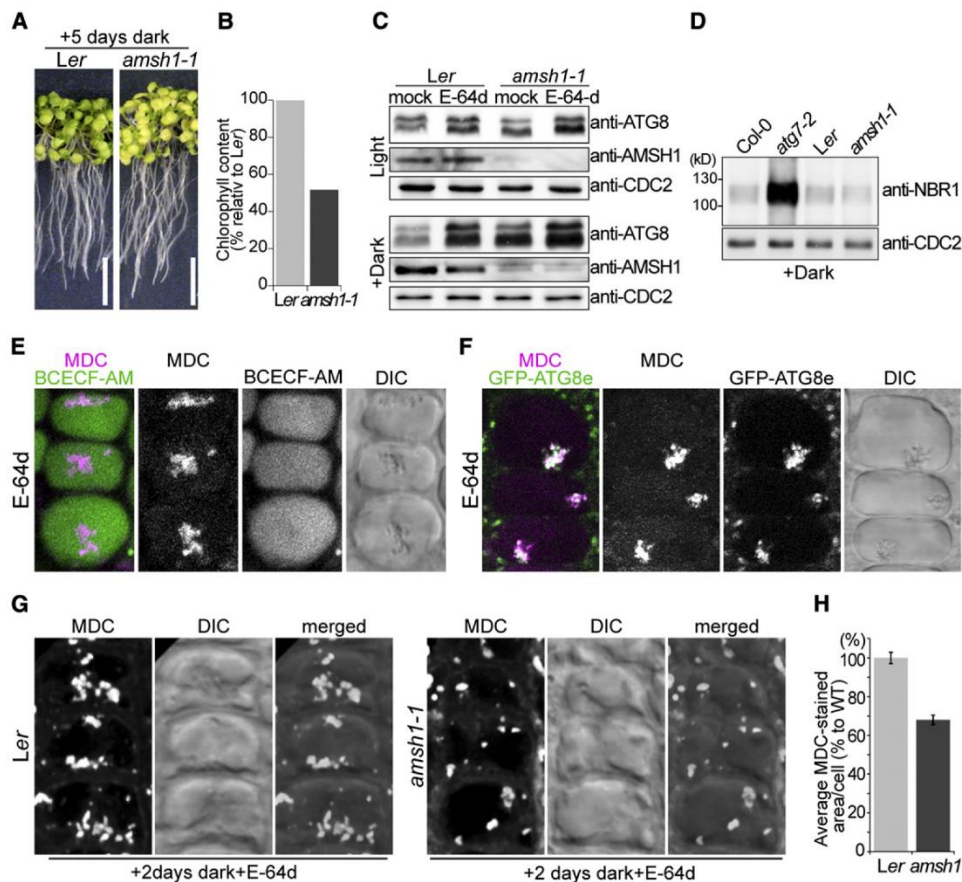 A
+5 days dark
Ler amsh1-1
B
Chlorophyll content
(% relativ to Ler)
100
80
60
40
20
0
Ler amsh1-1
C
Ler amsh1-1
mock E-64d mock E-64-d
Light
anti-ATG8
anti-AMSH1
anti-CDC2
+Dark
anti-ATG8
anti-AMSH1
anti-CDC2
D
Col-0 atg7-2 Ler amsh1-1
(kD)
130
100
anti-NBR1
anti-CDC2
+Dark
E
MDC
BCECF-AM
MDC
BCECF-AM
DIC
E-64d
F
MDC
GFP-ATG8e
MDC
GFP-ATG8e
DIC
E-64d
G
MDC DIC merged
Ler
+2days dark+E-64d
MDC DIC merged
amsh1-1
+2 days dark+E-64d
H
Average MDC-stained
area/cell (% to WT)
(%)
100
80
60
40
20
0
Ler amsh1